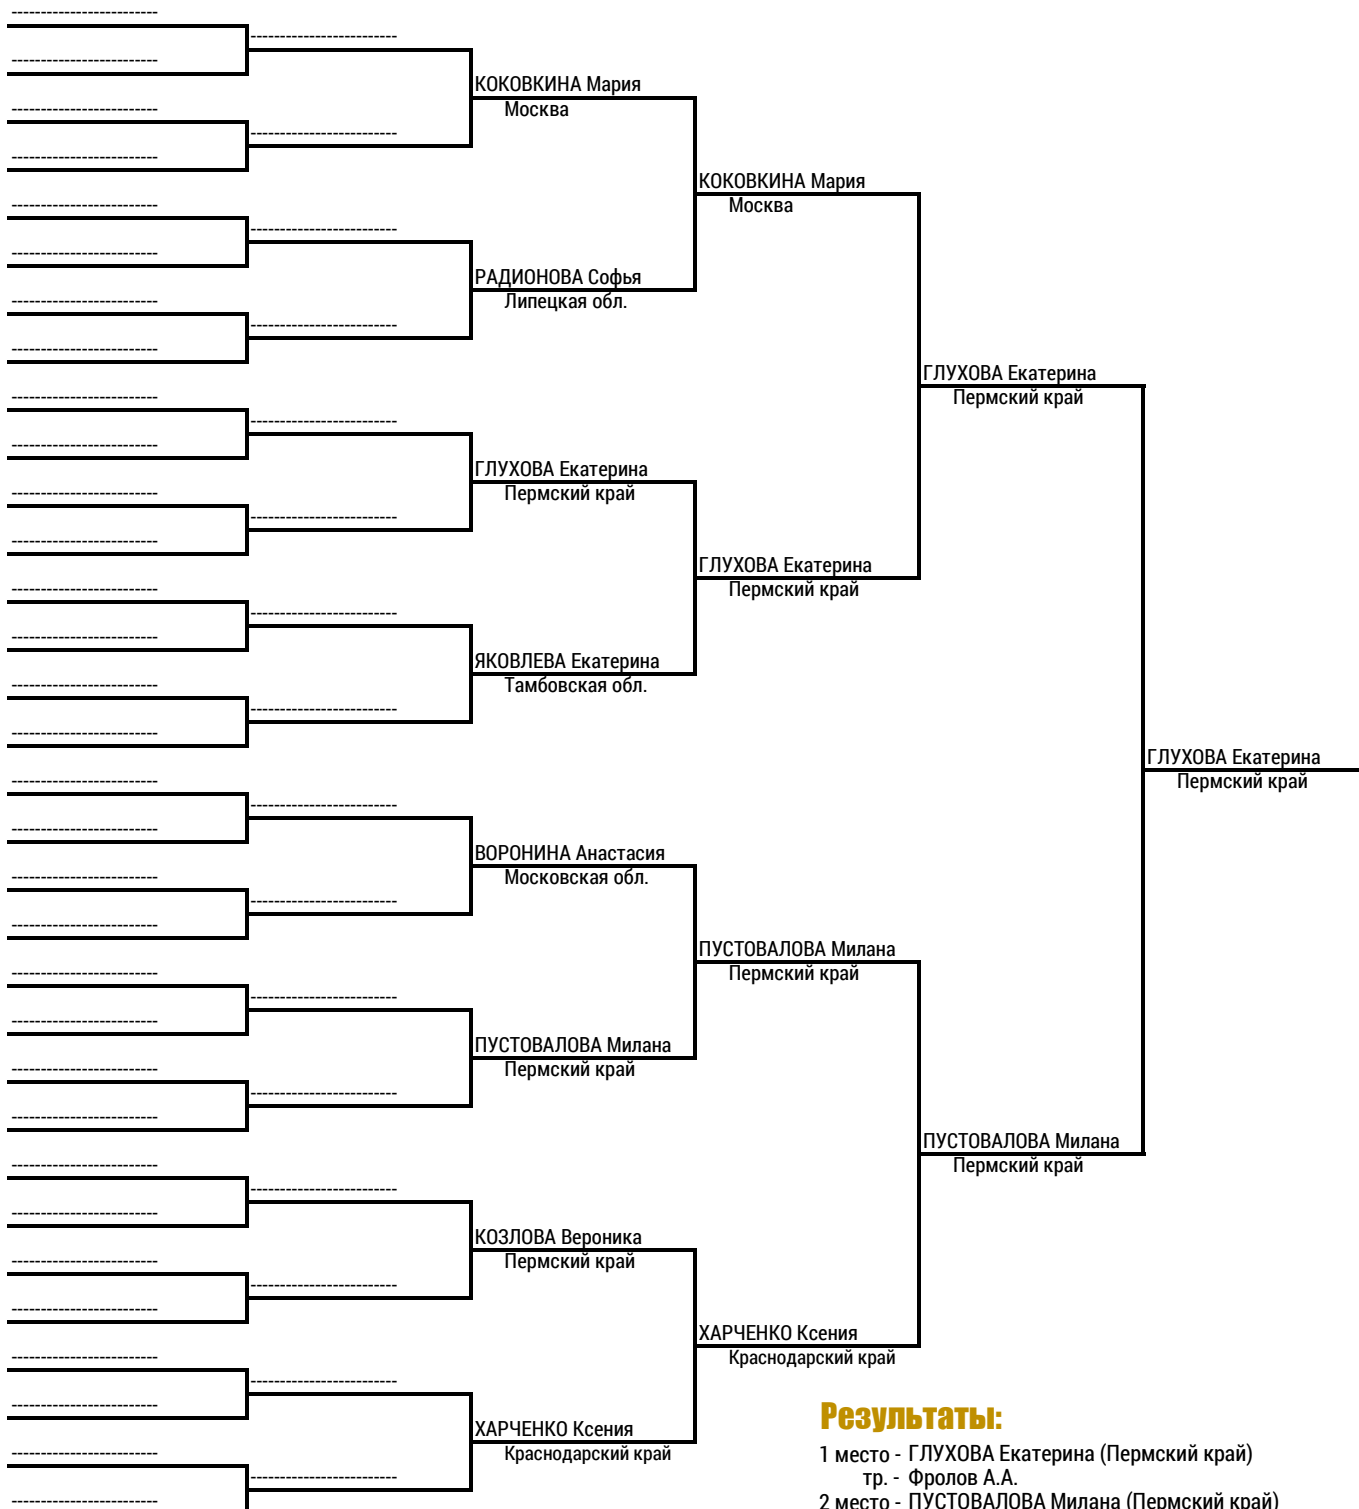 КОКОВКИНА Мария
Москва
РАДИОНОВА Софья
Липецкая обл.
ГЛУХОВА Екатерина
Пермский край
ЯКОВЛЕВА Екатерина
Тамбовская обл.
ВОРОНИНА Анастасия
Московская обл.
ПУСТОВАЛОВА Милана
Пермский край
КОЗЛОВА Вероника
Пермский край
ХАРЧЕНКО Ксения
Краснодарский край
КОКОВКИНА Мария
Москва
ГЛУХОВА Екатерина
Пермский край
ПУСТОВАЛОВА Милана
Пермский край
ХАРЧЕНКО Ксения
Краснодарский край
ГЛУХОВА Екатерина
Пермский край
ПУСТОВАЛОВА Милана
Пермский край
ГЛУХОВА Екатерина
Пермский край
Результаты:
1 место - ГЛУХОВА Екатерина (Пермский край)
тр. - Фролов А.А.
2 место - ПУСТОВАЛОВА Милана (Пермский край)